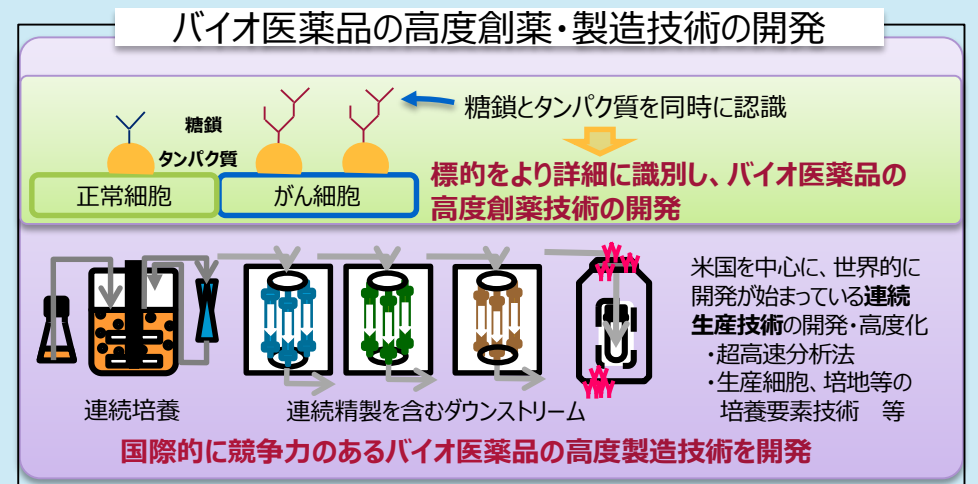 バイオ医薬品の高度創薬・製造技術の開発
糖鎖
タンパク質
正常細胞
がん細胞
糖鎖とタンパク質を同時に認識
標的をより詳細に識別し、バイオ医薬品の
高度創薬技術の開発
米国を中心に、世界的に
開発が始まっている連続
生産技術の開発・高度化
・超高速分析法
・生産細胞、培地等の
培養要素技術　等
連続培養
連続精製を含むダウンストリーム
国際的に競争力のあるバイオ医薬品の高度製造技術を開発